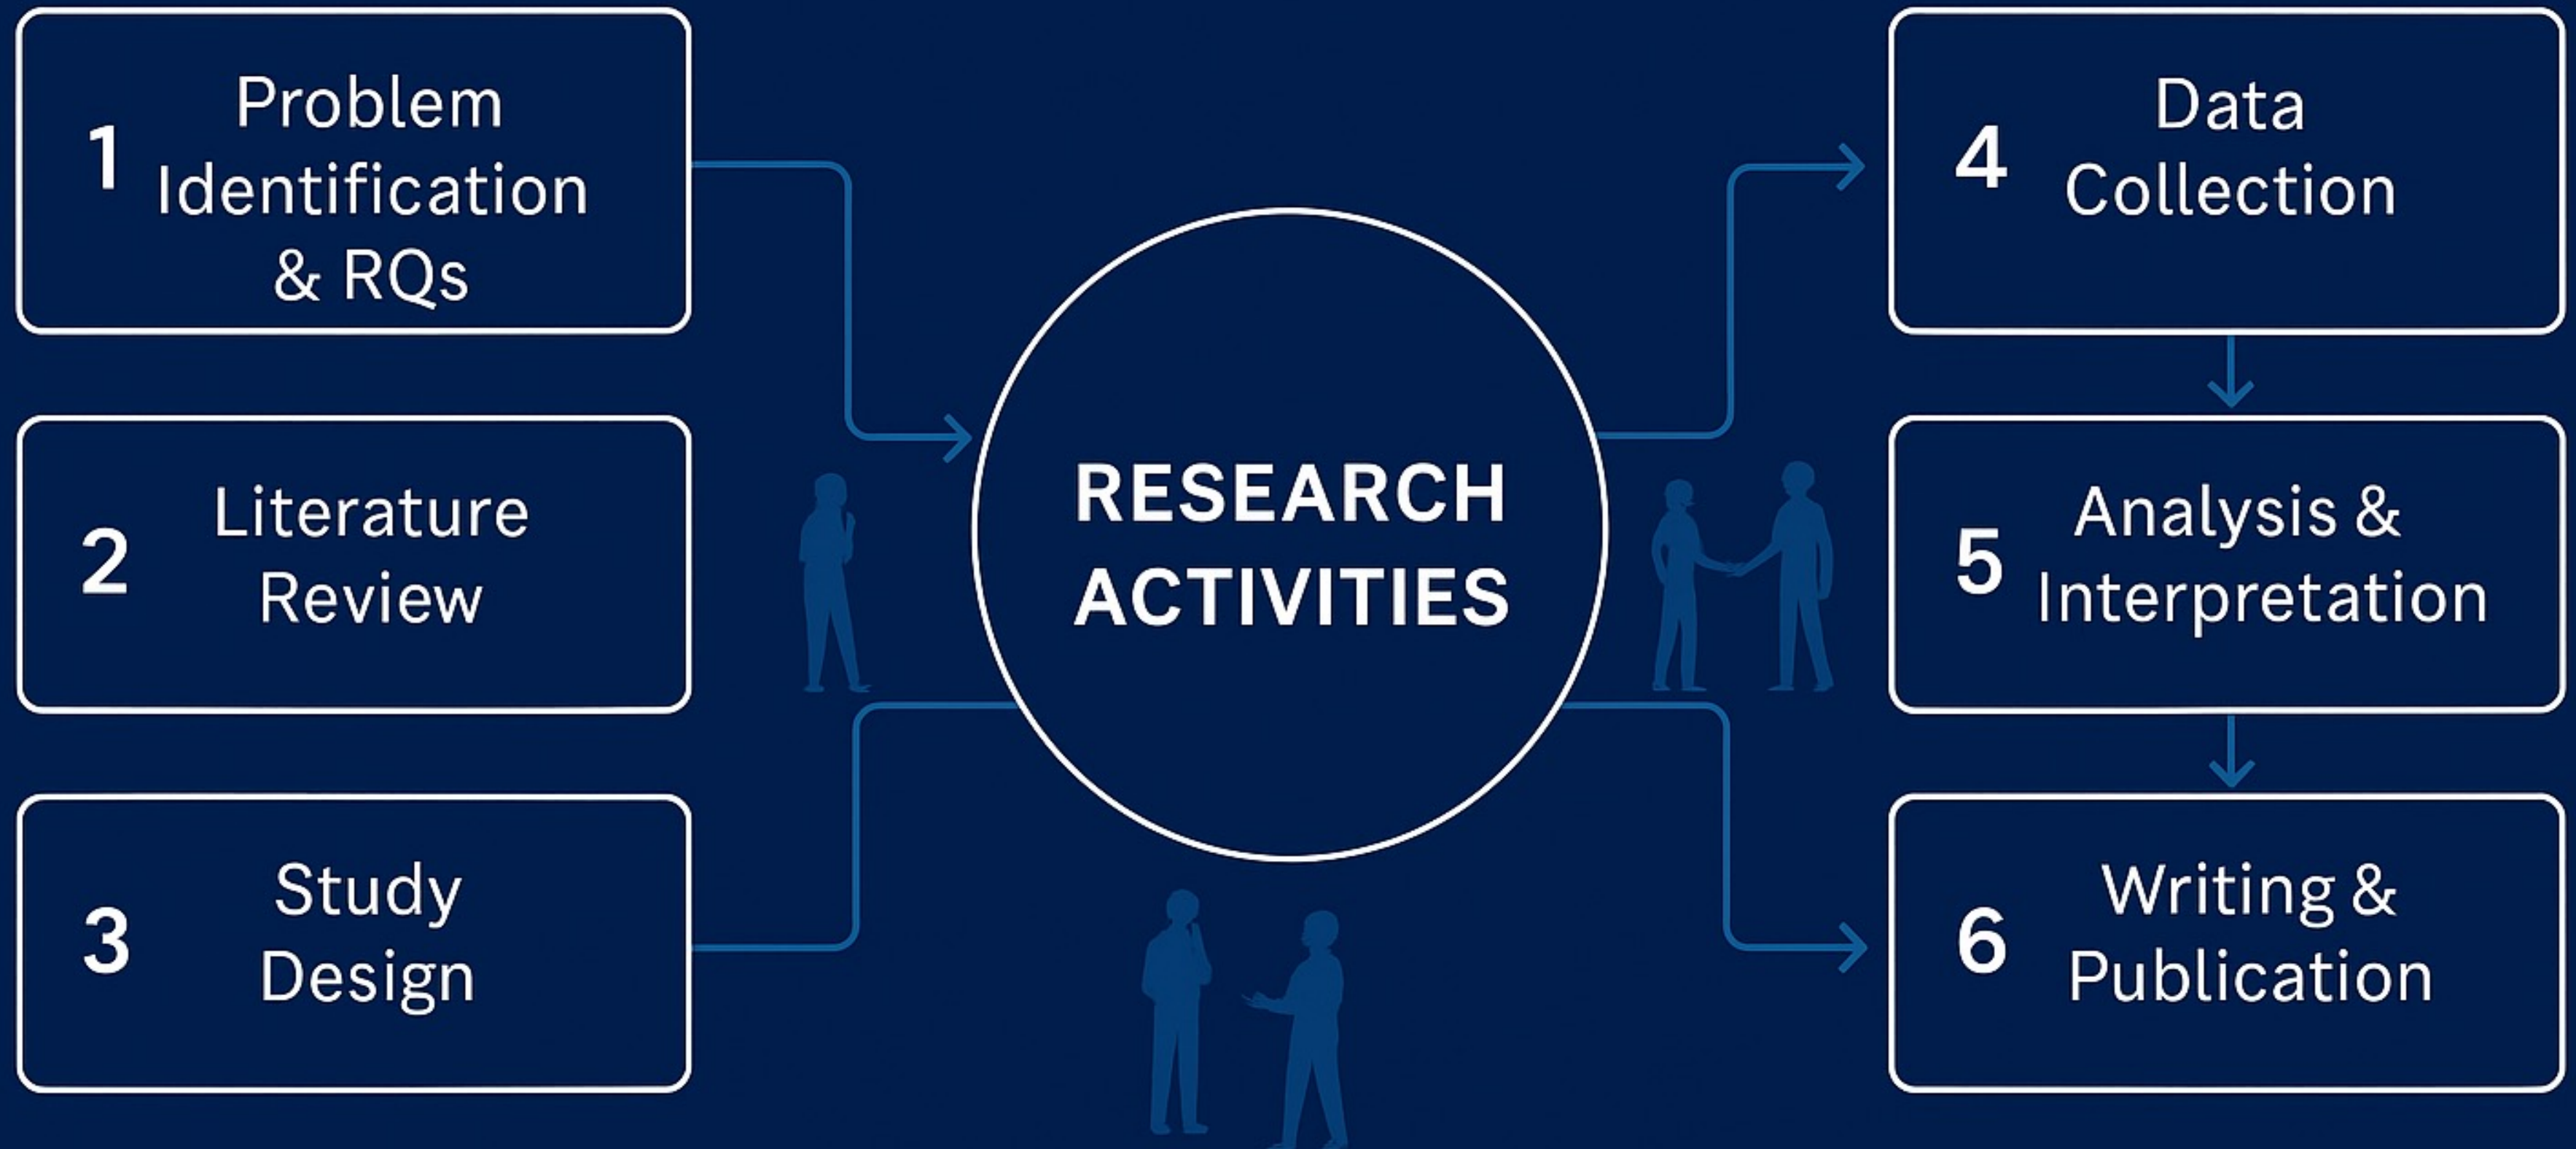 1
Problem
Identification
& RQs
2
Literature
Review
3
Study
Design
RESEARCH
ACTIVITIES
4
Data
Collection
5
Analysis &
Interpretation
6
Writing &
Publication